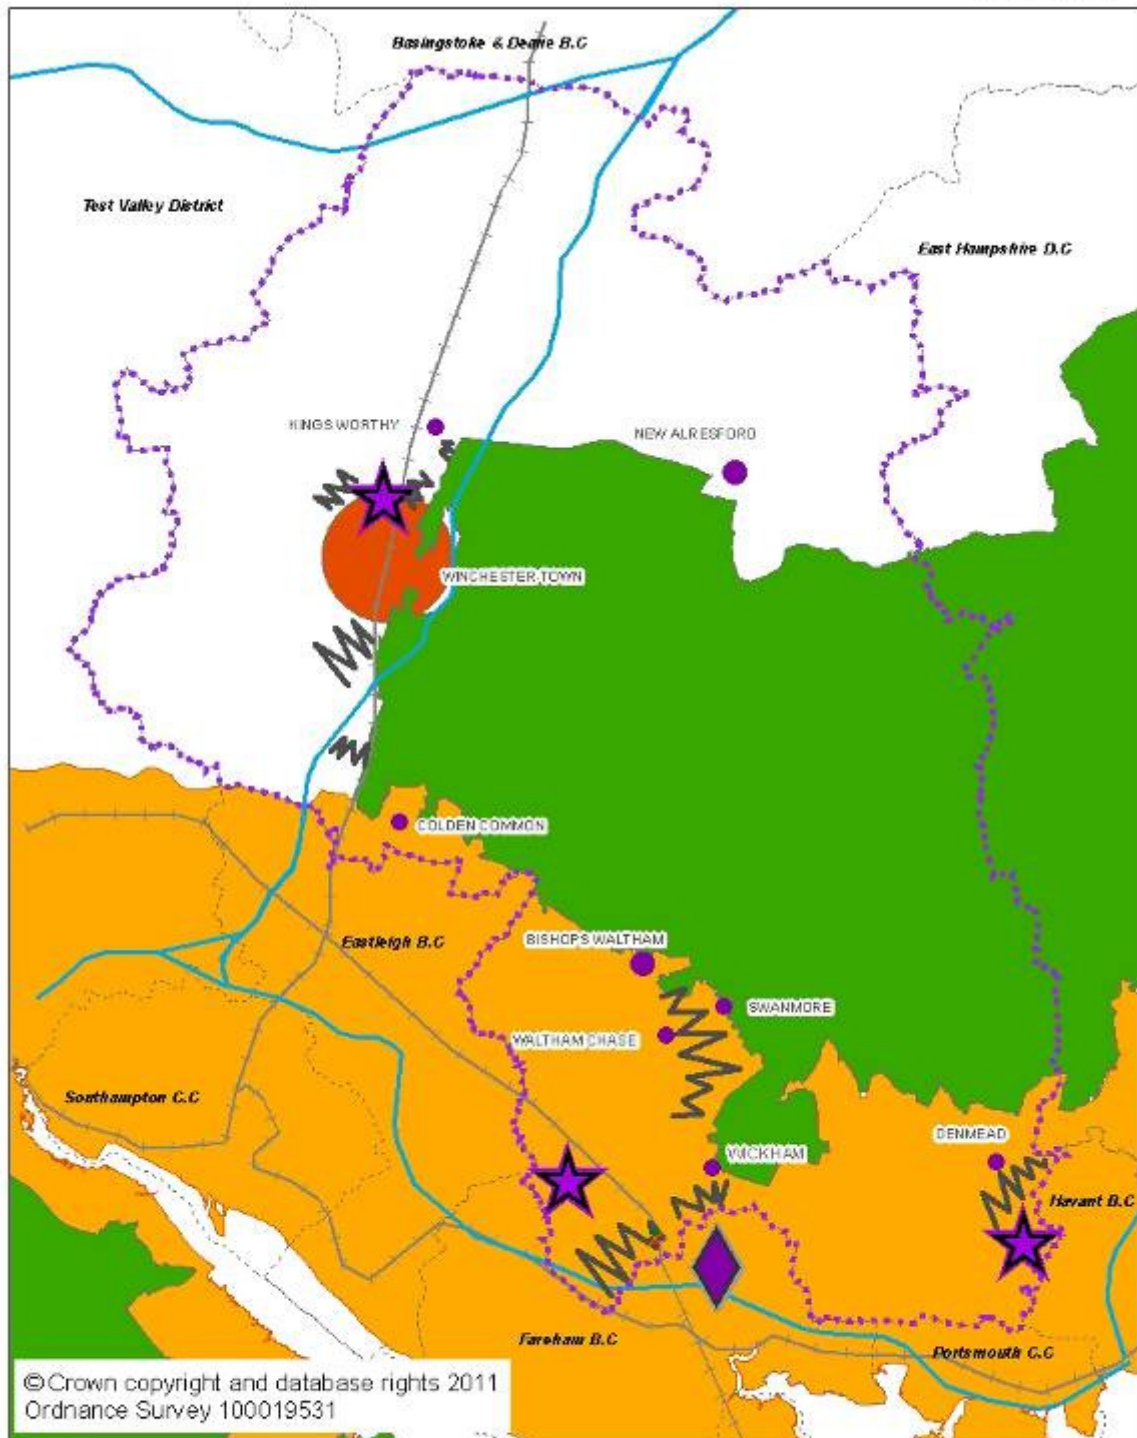 Basingstoke & Deane B.C
Test Valley District
East Hampshire D.C
KINGS WORTHY
NEW ALRESFORD
WINCHESTER TOWN
COLDEN COMMON
Eastleigh B.C
BISHOPS WALTHAM
SWANMORE
WALTHAM CHASE
Southampton C.C
DENMEAD
WICKHAM
Havant B.C
Fareham B.C
Portsmouth C.C
© Crown copyright and database rights 2011
Ordnance Survey 100019531